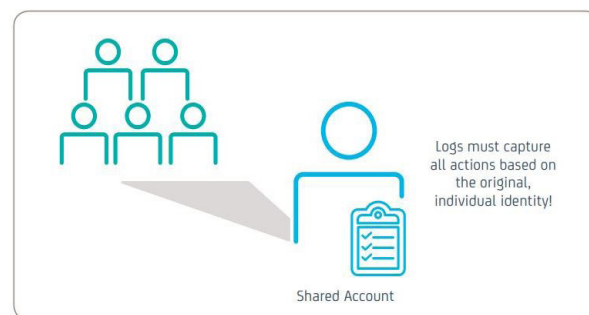 Logs must capture
all actions based on
the original,
individual identity!
Shared Account